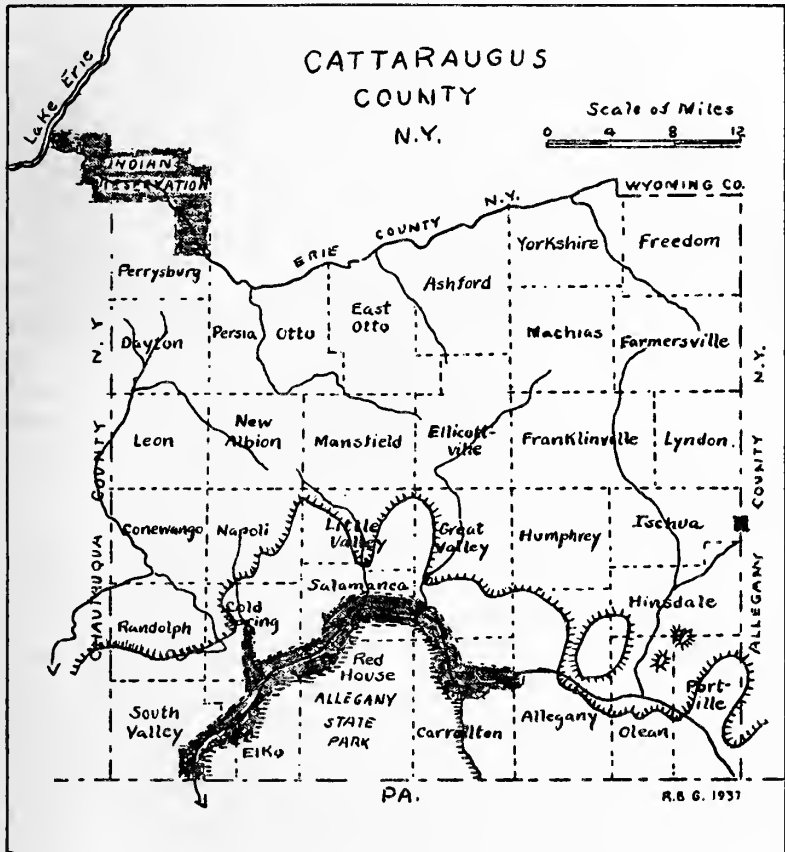 CATTARAUGUS
COUNTY
N.Y.
Lake Erie
Scale of Miles
0 4 8 12
INDIAN
RESERVATION
WYOMING CO.
ERIE COUNTY N.Y.
Perrysburg
Yorkshire
Freedom
Ashford
East
Otto
Otto
Persia
Dayton
Machias
Farmersville
CHAUTAUQUA COUNTY N.Y
ALLEGANY COUNTY N.Y.
Leon
New
Albion
Mansfield
Ellicott-
ville
Franklinville
Lyndon
Conewango
Napoli
Little
Valley
Great
Valley
Humphrey
Ischua
Salamanca
Hinsdale
Randolph
Cold
Spring
Red
House
ALLEGANY
STATE
PARK
South
Valley
Elko
Carrollton
Allegany
Olean
Port-
ville
PA.
R.B G. 1937